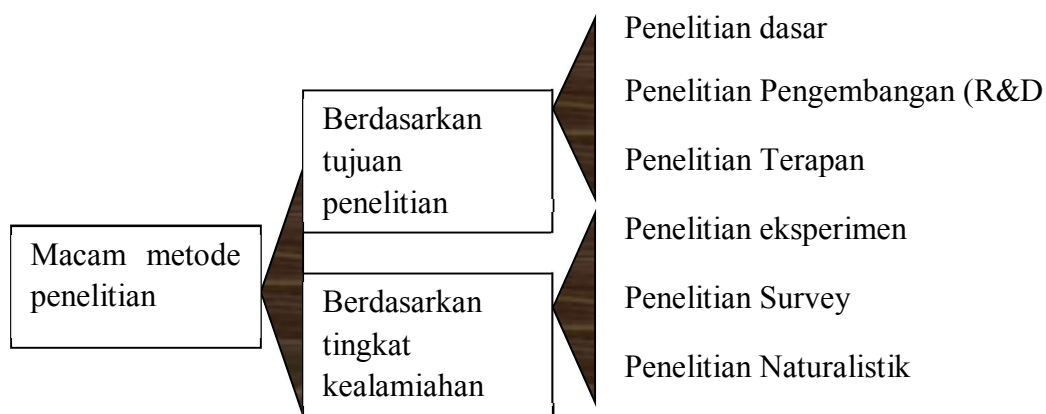 Macam metode
penelitian
Berdasarkan
tujuan
penelitian
Berdasarkan
tingkat
kealamiahan
Penelitian dasar
Penelitian Pengembangan (R&D
Penelitian Terapan
Penelitian eksperimen
Penelitian Survey
Penelitian Naturalistik